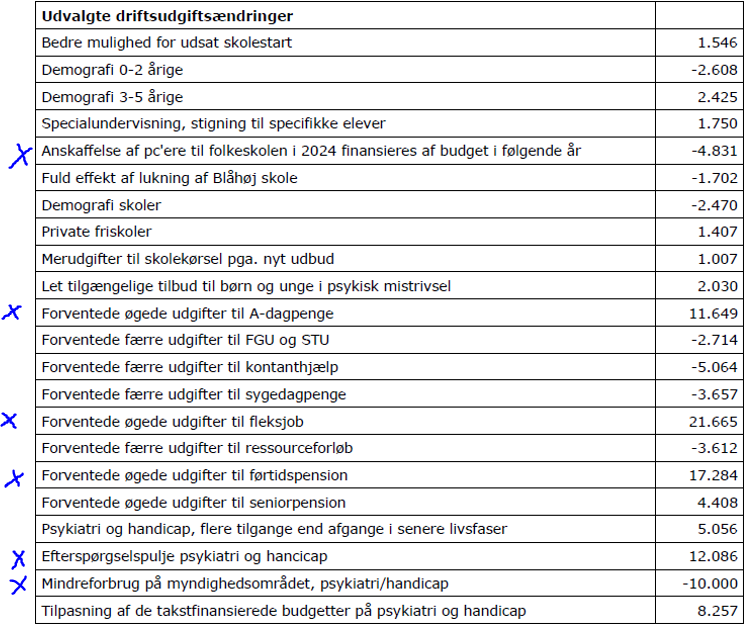 Udvalgte driftsudgiftsændringer
Bedre mulighed for udsat skolestart 1.546
Demografi 0-2 årige -2.608
Demografi 3-5 årige 2.425
Specialundervisning, stigning til specifikke elever 1.750
X Anskaffelse af pc'ere til folkeskolen i 2024 finansieres af budget i følgende år -4.831
Fuld effekt af lukning af Blåhøj skole -1.702
Demografi skoler -2.470
Private friskoler 1.407
Merudgifter til skolekørsel pga. nyt udbud 1.007
Let tilgængelige tilbud til børn og unge i psykisk mistrivsel 2.030
X Forventede øgede udgifter til A-dagpenge 11.649
Forventede færre udgifter til FGU og STU -2.714
Forventede færre udgifter til kontanthjælp -5.064
Forventede færre udgifter til sygedagpenge -3.657
X Forventede øgede udgifter til fleksjob 21.665
Forventede færre udgifter til ressourceforløb -3.612
X Forventede øgede udgifter til førtidspension 17.284
Forventede øgede udgifter til seniorpension 4.408
Psykiatri og handicap, flere tilgange end afgange i senere livsfaser 5.056
X Efterspørgselspulje psykiatri og hancicap 12.086
X Mindreforbrug på myndighedsområdet, psykiatri/handicap -10.000
Tilpasning af de takstfinansierede budgetter på psykiatri og handicap 8.257